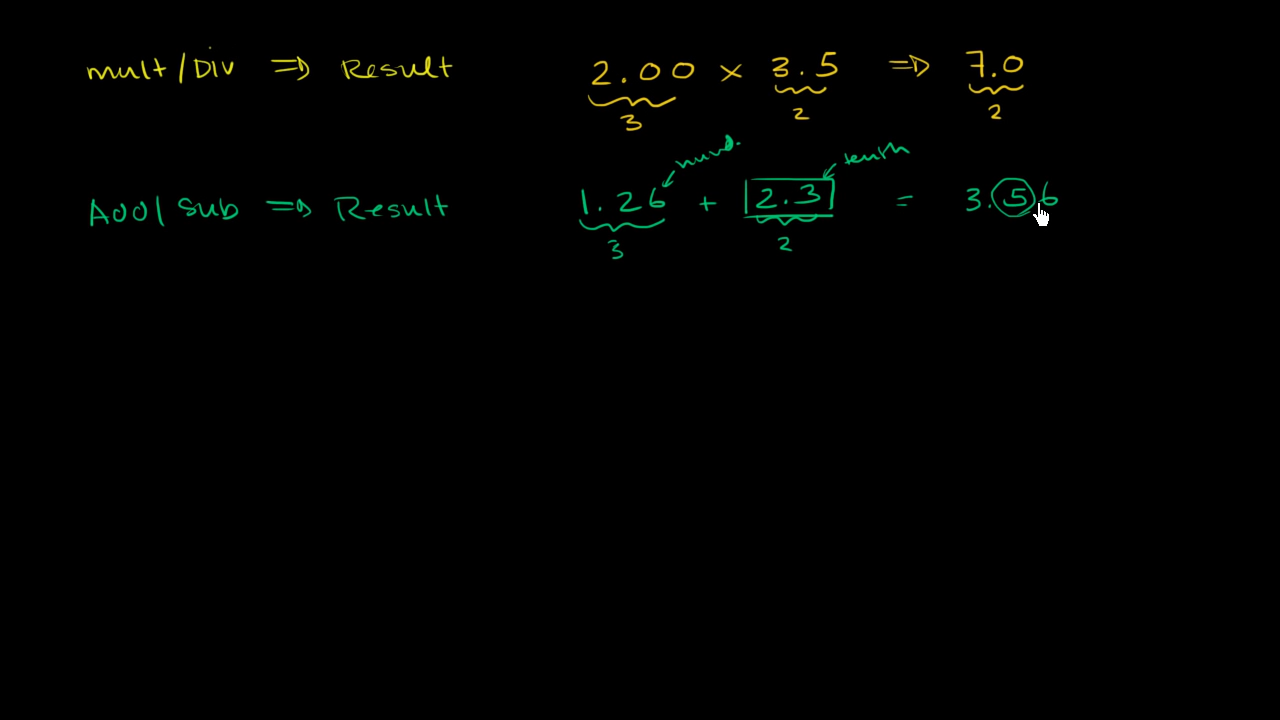 mult/Div ⇒ Result 2.00 × 3.5 ⇒ 7.0
3 2 2
hund. tenth
Add/Sub ⇒ Result 1.26 + 2.3 = 3.56
3 2